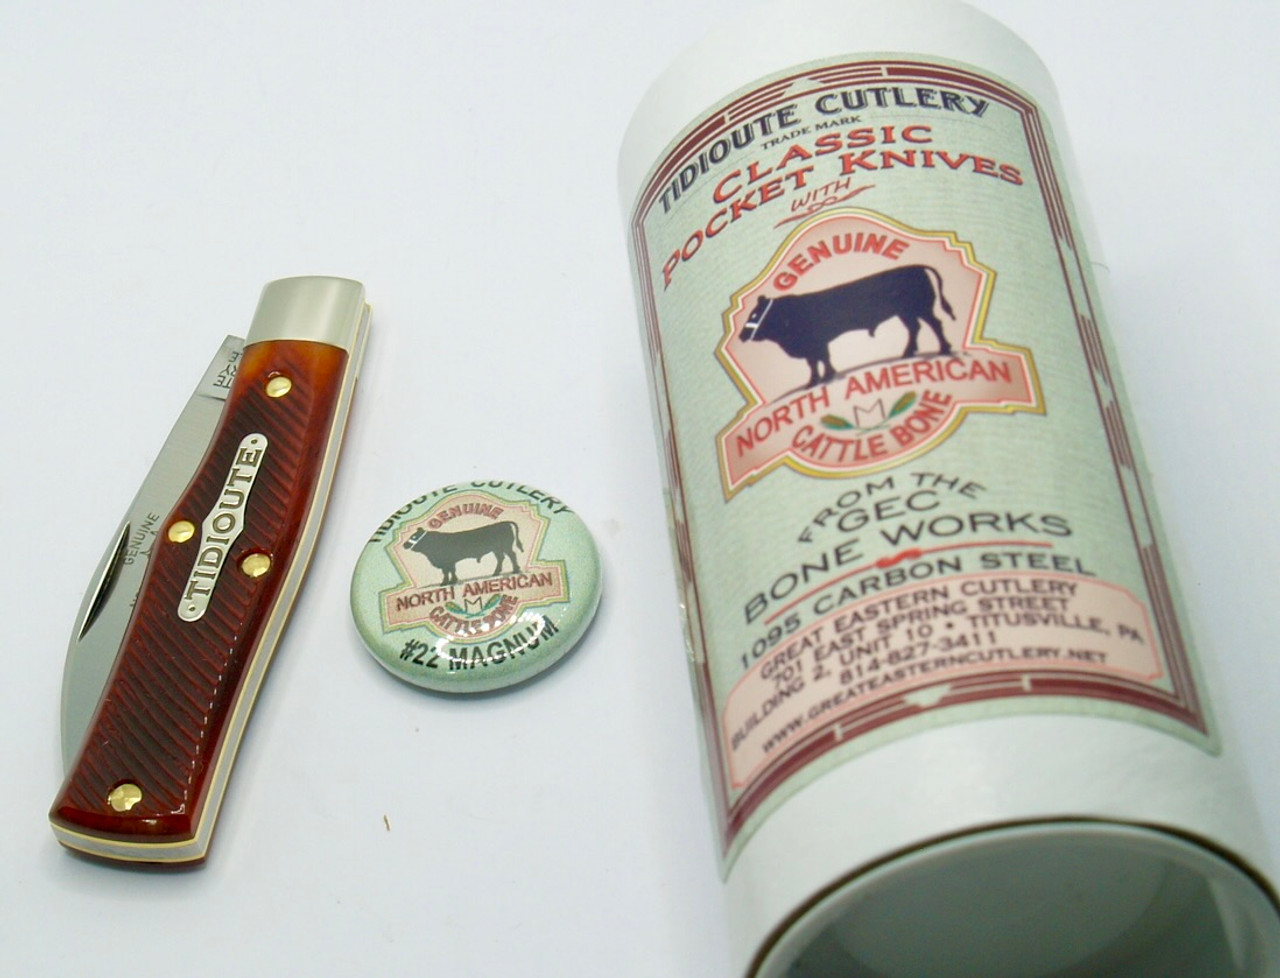 TIDIOUTE
GENUINE
TIDIOUTE CUTLERY
GENUINE
NORTH AMERICAN
CATTLE BONE
#22 MAGNUM
TIDIOUTE CUTLERY
TRADE MARK
CLASSIC
POCKET KNIVES
WITH
GENUINE
NORTH AMERICAN
CATTLE BONE
FROM THE
GEC
BONE WORKS
1095 CARBON STEEL
GREAT EASTERN CUTLERY
701 EAST SPRING STREET
BUILDING 2, UNIT 10 • TITUSVILLE, PA
814-827-3411
WWW.GREATEASTERNCUTLERY.NET